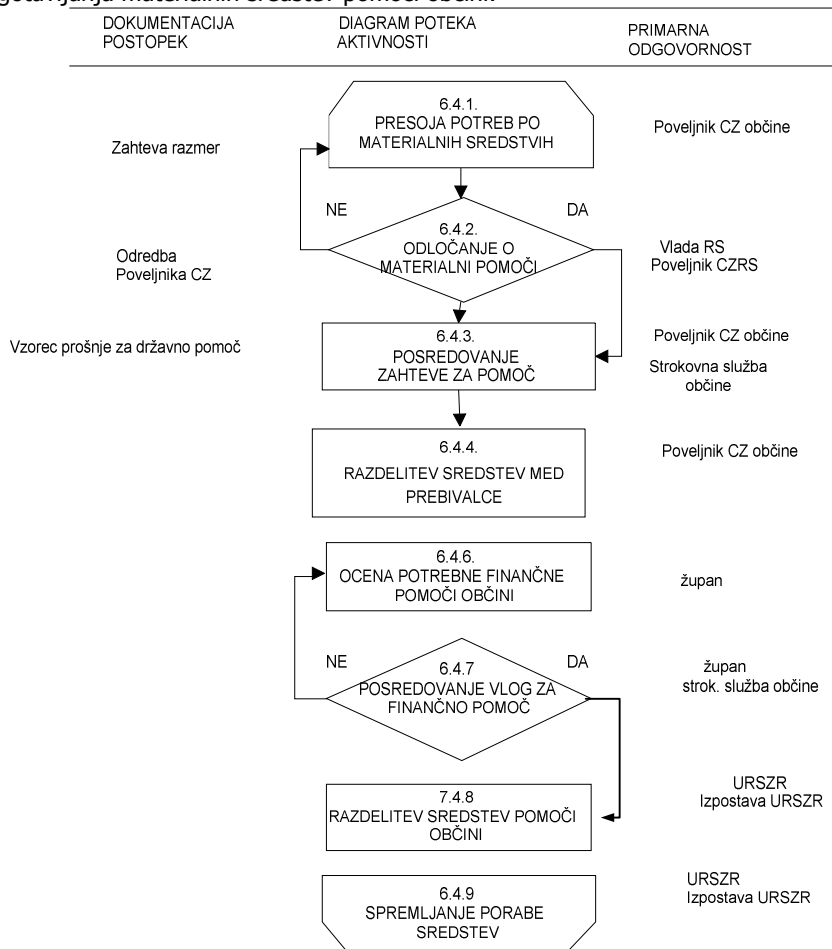 DOKUMENTACIJA
POSTOPEK
DIAGRAM POTEKA
AKTIVNOSTI
PRIMARNA
ODGOVORNOST
6.4.1.
PRESOJA POTREB PO
MATERIALNIH SREDSTVIH
Poveljnik CZ občine
Zahteva razmer
NE
DA
6.4.2.
ODLOČANJE O
MATERIALNI POMOČI
Odredba
Poveljnika CZ
Vlada RS
Poveljnik CZRS
Vzorec prošnje za državno pomoč
6.4.3.
POSREDOVANJE
ZAHTEVE ZA POMOČ
Poveljnik CZ občine
Strokovna služba
občine
6.4.4.
RAZDELITEV SREDSTEV MED
PREBIVALCE
Poveljnik CZ občine
6.4.6.
OCENA POTREBNE FINANČNE
POMOČI OBČINI
župan
NE
DA
6.4.7
POSREDOVANJE VLOG ZA
FINANČNO POMOČ
župan
strok. služba občine
7.4.8
RAZDELITEV SREDSTEV POMOČI
OBČINI
URSZR
Izpostava URSZR
6.4.9
SPREMLJANJE PORABE
SREDSTEV
URSZR
Izpostava URSZR